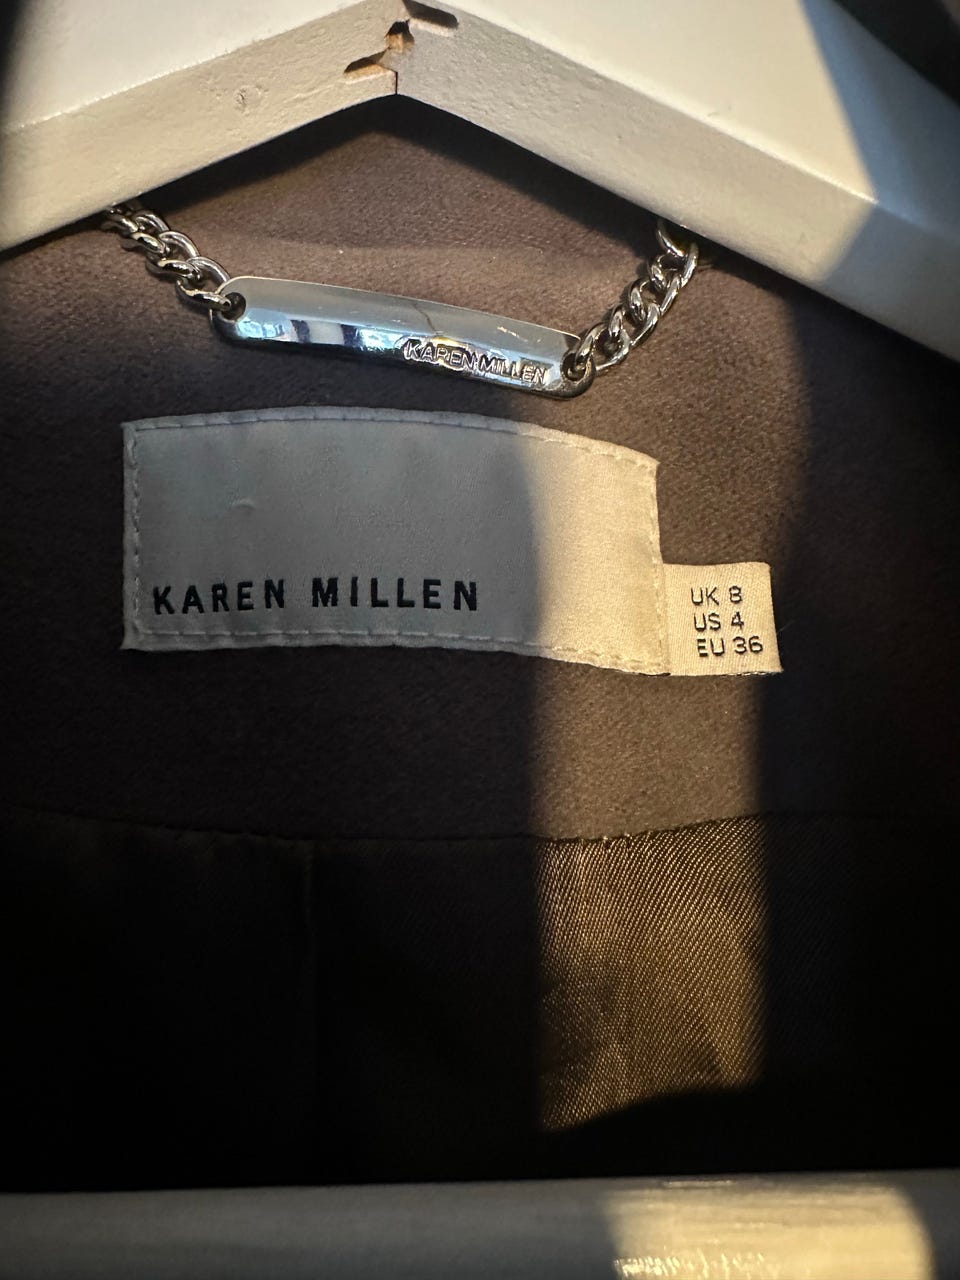 KAREN MILLEN
KAREN MILLEN
UK 8
US 4
EU 36